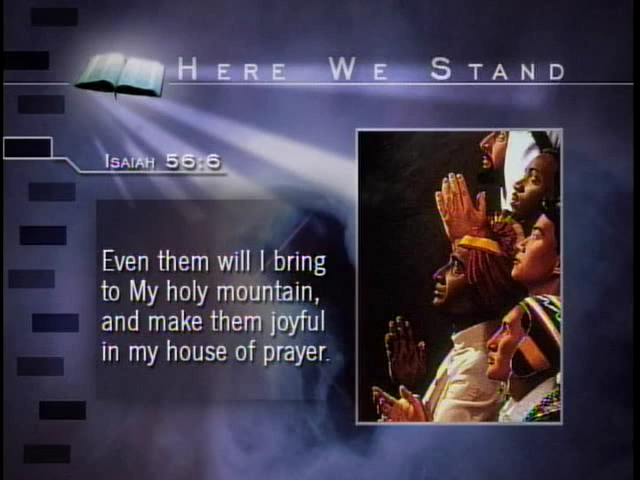 HERE WE STAND
ISAIAH 56:6
Even them will I bring
to My holy mountain,
and make them joyful
in my house of prayer.